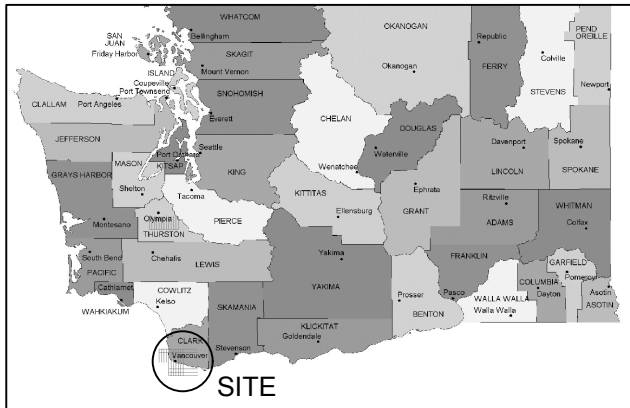 WHATCOM
Bellingham
SAN
JUAN
Friday Harbor
SKAGIT
Mount Vernon
ISLAND
Coupeville
Port Townsend
SNOHOMISH
Everett
CLALLAM
Port Angeles
JEFFERSON
OKANOGAN
Okanogan
Republic
FERRY
Colville
STEVENS
PEND
OREILLE
Newport
CHELAN
Wenatchee
DOUGLAS
Waterville
Davenport
LINCOLN
Spokane
SPOKANE
GRAYS HARBOR
Montesano
MASON
Shelton
Port Orchard
KITSAP
Seattle
KING
Tacoma
PIERCE
Olympia
THURSTON
KITTITAS
Ellensburg
Ephrata
GRANT
Ritzville
ADAMS
WHITMAN
Colfax
South Bend
PACIFIC
Chehalis
LEWIS
Cathlamet
WAHKIAKUM
COWLITZ
Kelso
SKAMANIA
Stevenson
Yakima
YAKIMA
KLICKITAT
Goldendale
Prosser
BENTON
FRANKLIN
Pasco
WALLA WALLA
Walla Walla
COLUMBIA
Dayton
GARFIELD
Pomeroy
Asotin
ASOTIN
CLARK
Vancouver
SITE